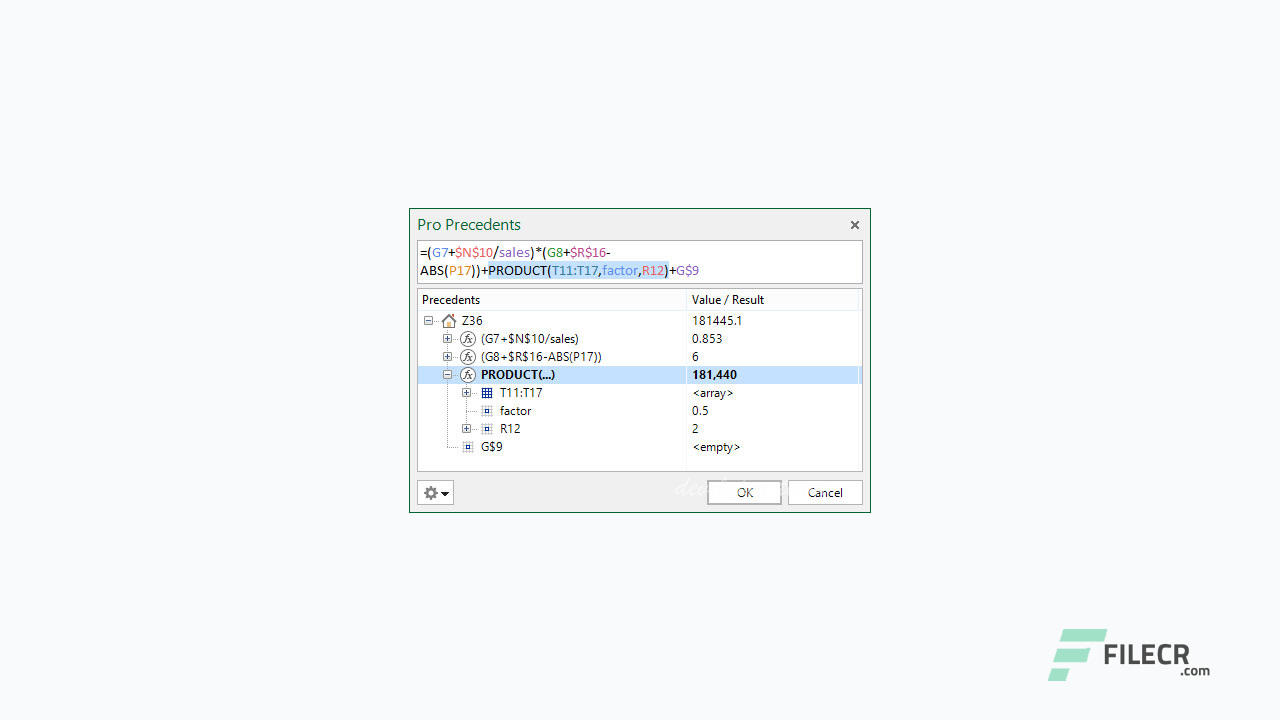 Pro Precedents
=(G7+$N$10/sales)*(G8+$R$16-
ABS(P17))+PRODUCT(T11:T17,factor,R12)+G$9
Precedents Value / Result
Z36 181445.1
(G7+$N$10/sales) 0.853
(G8+$R$16-ABS(P17)) 6
PRODUCT(...) 181,440
T11:T17 <array>
factor 0.5
R12 2
G$9 <empty>
OK Cancel
FILECR
.com